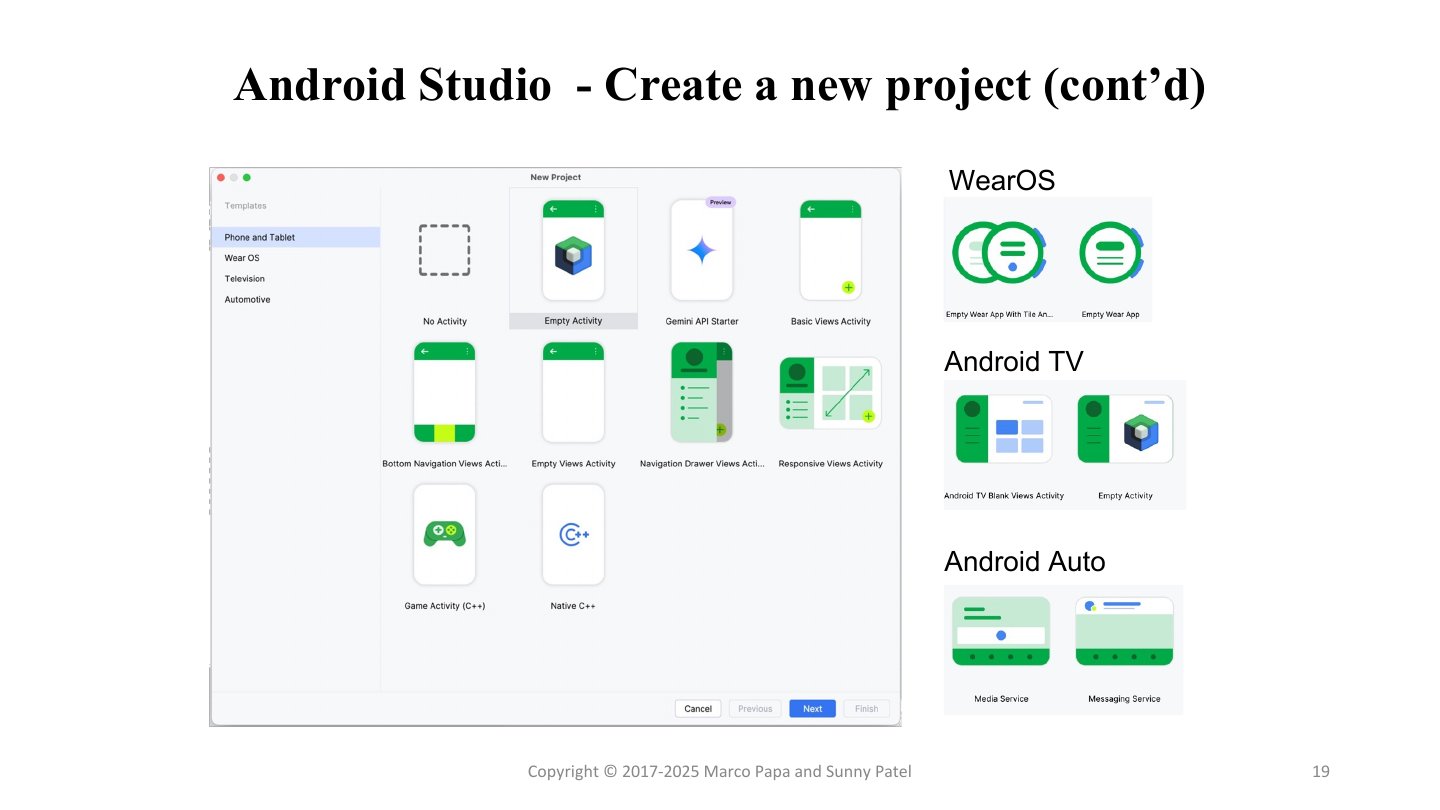 Android Studio - Create a new project (cont’d)
New Project
Templates
Phone and Tablet
Wear OS
Television
Automotive
No Activity
Empty Activity
Preview
Gemini API Starter
Basic Views Activity
Bottom Navigation Views Acti...
Empty Views Activity
Navigation Drawer Views Acti...
Responsive Views Activity
Game Activity (C++)
C++
Native C++
Cancel
Previous
Next
Finish
WearOS
Empty Wear App With Tile An...
Empty Wear App
Android TV
Android TV Blank Views Activity
Empty Activity
Android Auto
Media Service
Messaging Service
Copyright © 2017-2025 Marco Papa and Sunny Patel
19